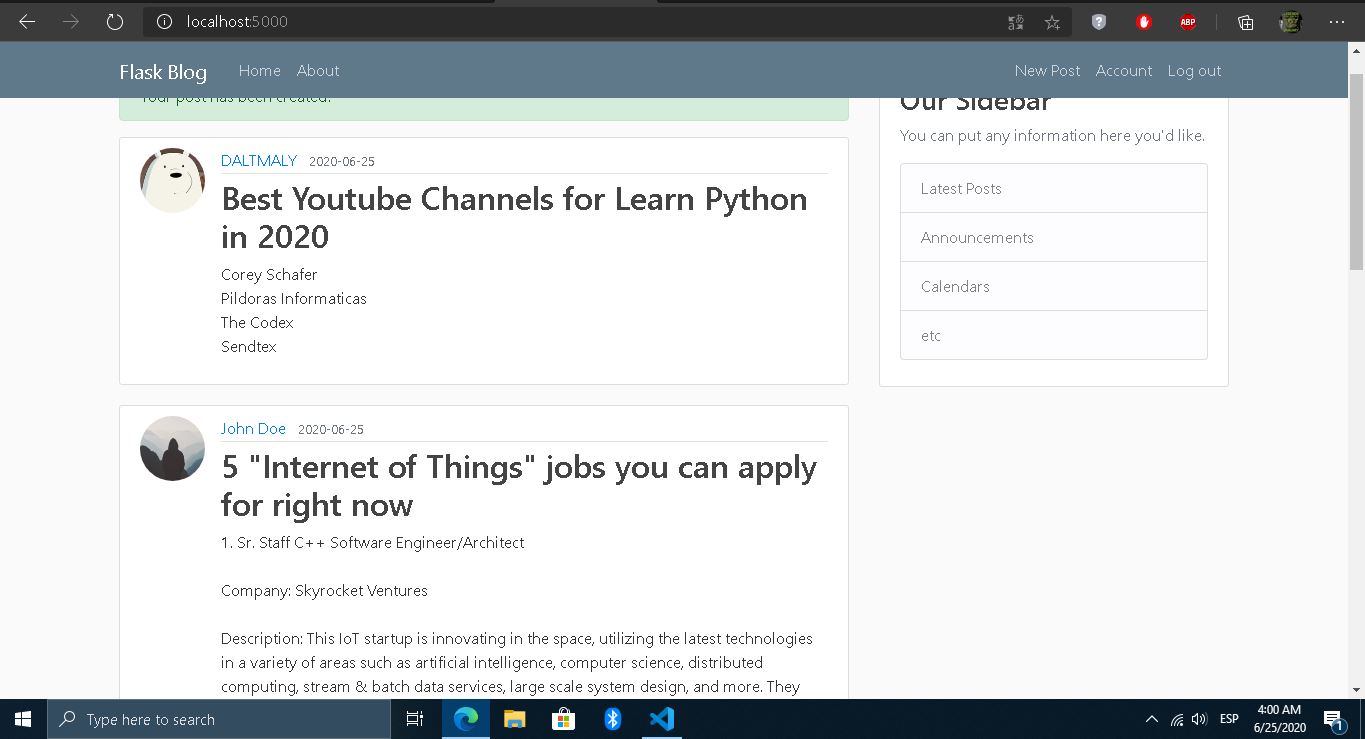 localhost:5000
ABP
Flask Blog Home About New Post Account Log out
Your post has been created!
DALTMALY 2020-06-25
Best Youtube Channels for Learn Python
in 2020
Corey Schafer
Pildoras Informaticas
The Codex
Sendtex
John Doe 2020-06-25
5 "Internet of Things" jobs you can apply
for right now
1. Sr. Staff C++ Software Engineer/Architect
Company: Skyrocket Ventures
Description: This IoT startup is innovating in the space, utilizing the latest technologies
in a variety of areas such as artificial intelligence, computer science, distributed
computing, stream & batch data services, large scale system design, and more. They
Our Sidebar
You can put any information here you'd like.
Latest Posts
Announcements
Calendars
etc
Type here to search
ESP
4:00 AM
6/25/2020
1